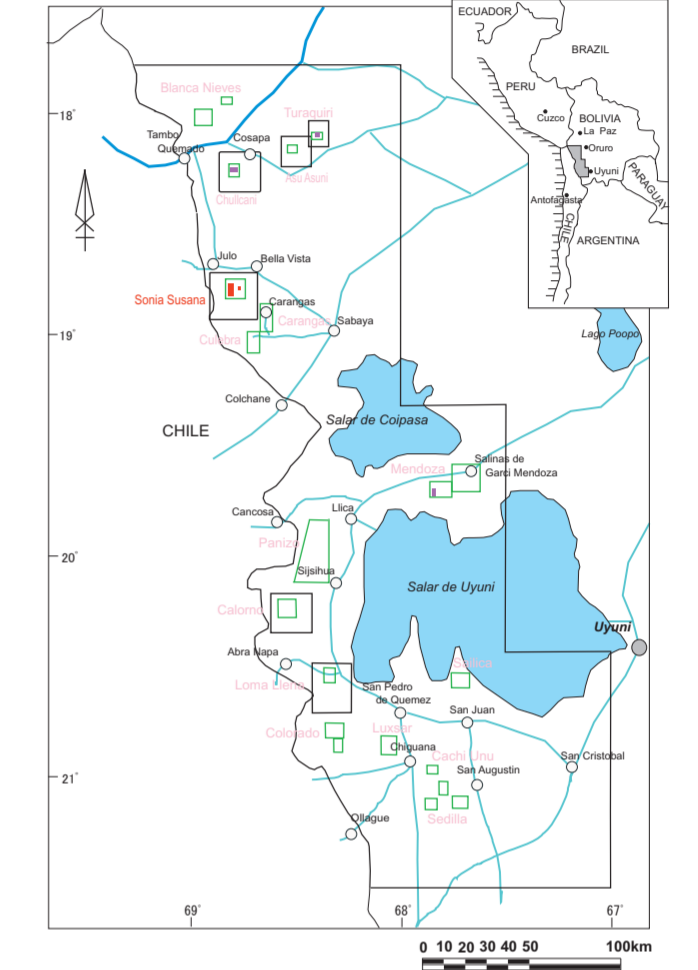 ECUADOR
BRAZIL
PERU
Cuzco
BOLIVIA
La Paz
Oruro
Uyuni
PARAGUAY
Antofagasta
CHILE
ARGENTINA
Blanca Nieves
18°
Turaquiri
Tambo
Quemado
Cosapa
Asu Asuni
Chulicani
Julo
Bella Vista
Sonia Susana
Carangas
Carangas
Sabaya
19°
Culebra
Lago Poopo
Colchane
CHILE
Salar de Coipasa
Mendoza
Salinas de
Garci Mendoza
Cancosa
Llica
Panizo
20°
Sijsihua
Salar de Uyuni
Calorno
Uyuni
Abra Napa
Sailica
Loma Llena
San Pedro
de Quemez
San Juan
Colorado
Luxsar
Chiguana
Cachi Unu
San Cristobal
21°
San Augustin
Ollague
Sedilla
69°
68°
67°
0 10 20 30 40 50 100km